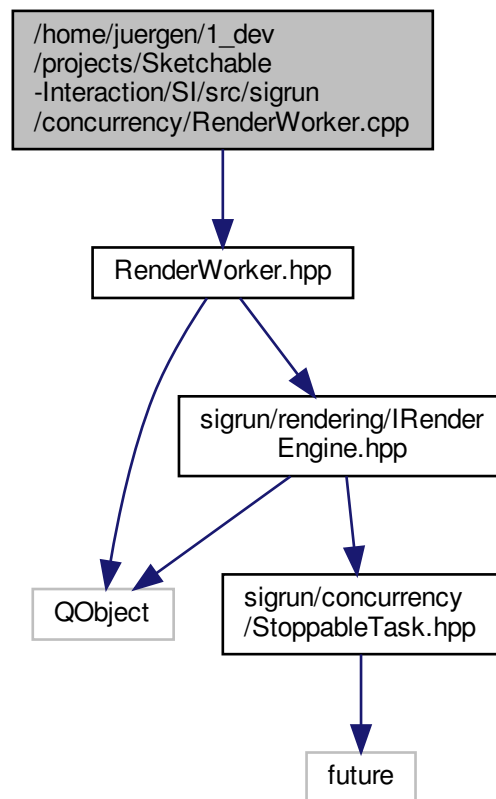 /home/juergen/1_dev
/projects/Sketchable
-Interaction/SI/src/sigrun
/concurrency/RenderWorker.cpp
RenderWorker.hpp
sigrun/rendering/IRender
Engine.hpp
QObject
sigrun/concurrency
/StoppableTask.hpp
future